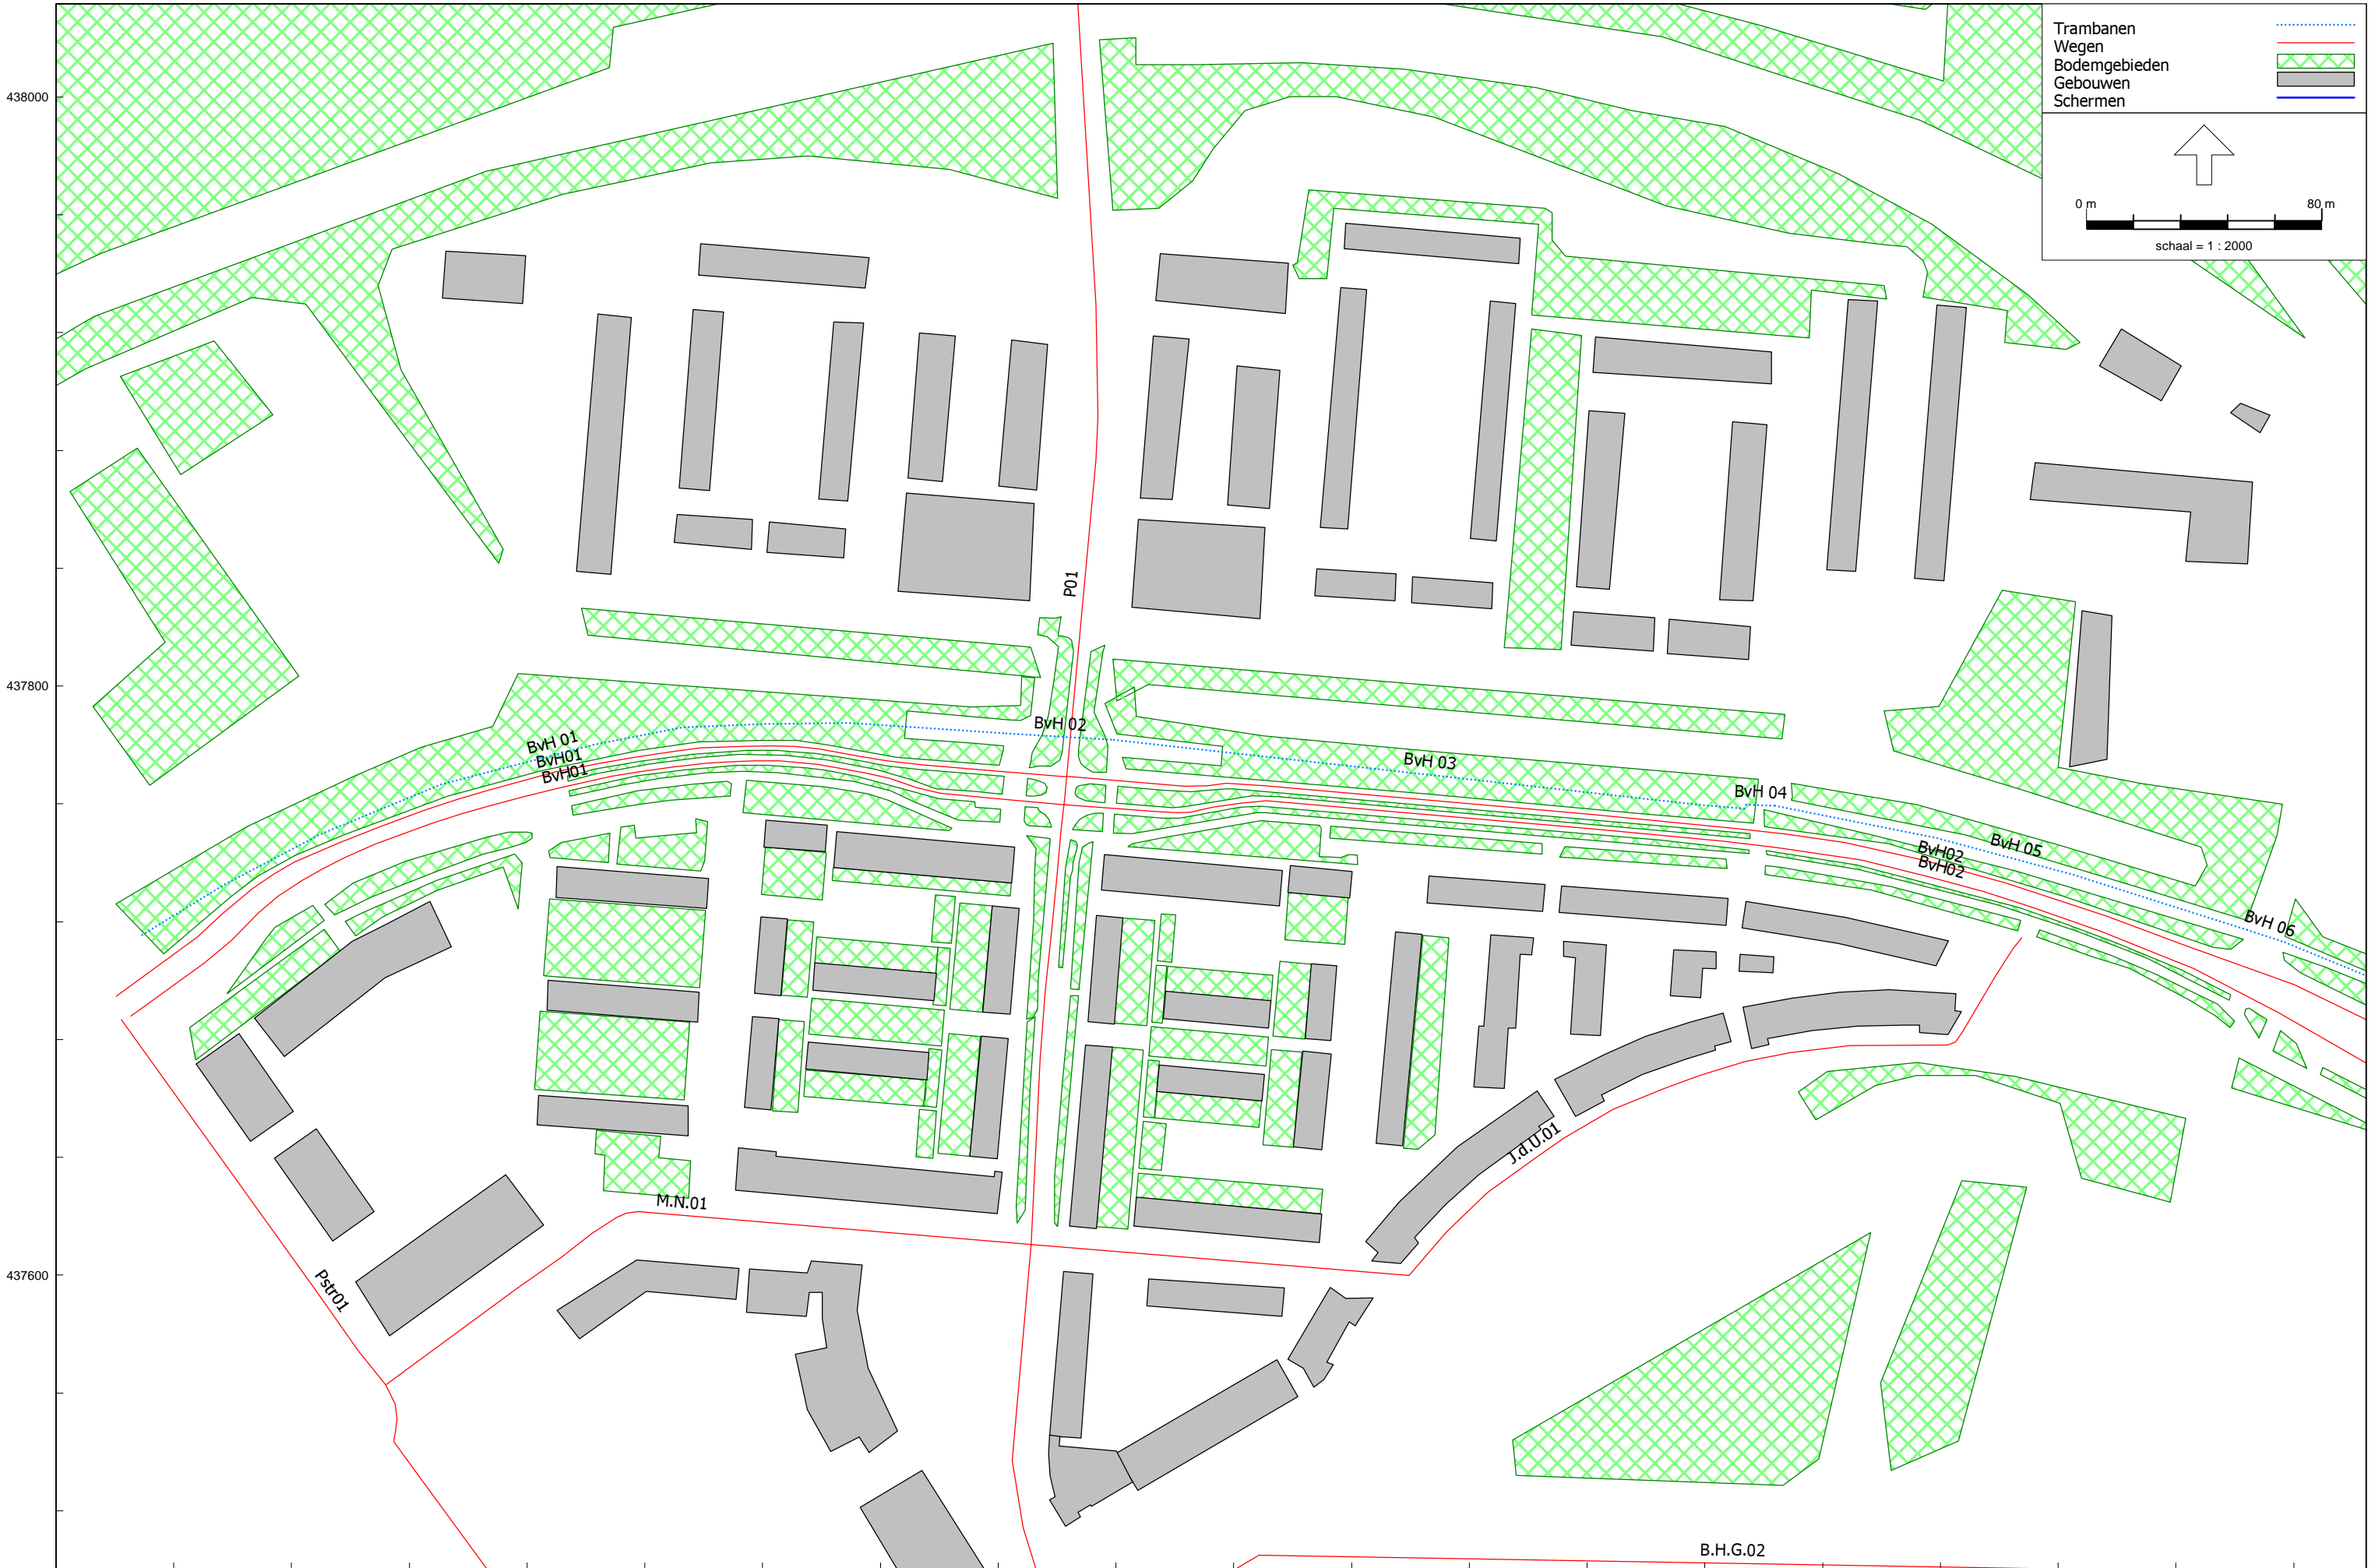 Trambanen
Wegen
Bodemgebieden
Gebouwen
Schermen
438000
0 m 80 m
schaal = 1 : 2000
P01
437800
BvH 02
BvH 01
BvH01
BvH01
BvH 03
BvH 04
BvH 05
BvH02
BvH02
BvH 06
J.d.U.01
M.N.01
437600
Pstr01
B.H.G.02